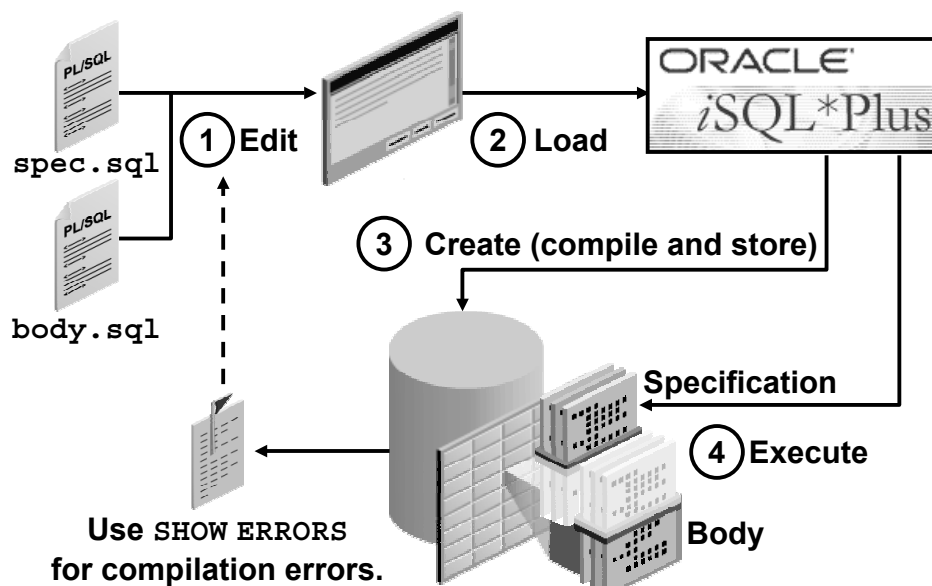 PL/SQL
spec.sql
PL/SQL
body.sql
1 Edit
2 Load
ORACLE
iSQL*Plus
3 Create (compile and store)
Specification
4 Execute
Body
Use SHOW ERRORS
for compilation errors.